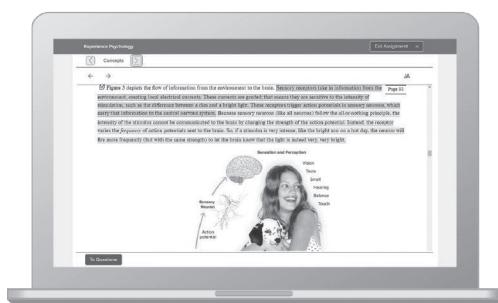 Experience Psychology
Exit Assignment
Concepts
Page 85
Figure 3 depicts the flow of information from the environment to the brain. Sensory receptors take in information from the
environment, creating local electrical currents. These currents are graded; that means they are sensitive to the intensity of
stimulation, such as the difference between a dim and a bright light. These receptors trigger action potentials in sensory neurons, which
carry that information to the central nervous system. Because sensory neurons (like all neurons) follow the all-or-nothing principle, the
intensity of the stimulus cannot be communicated to the brain by changing the strength of the action potential. Instead, the receptor
varies the frequency of action potentials sent to the brain. So, if a stimulus is very intense, like the bright sun on a hot day, the neuron will
fire more frequently (but with the same strength) to let the brain know that the light is indeed very, very bright.
Sensation and Perception
Vision
Taste
Smell
Hearing
Balance
Touch
Sensory
Neuron
Action
potential
To Questions